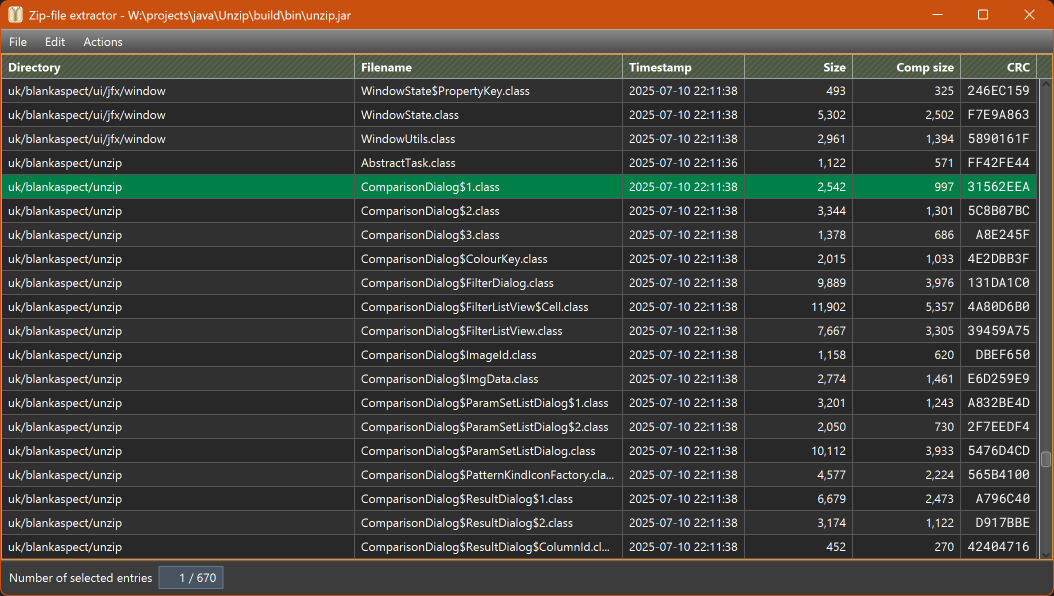 Zip-file extractor - W:\projects\java\Unzip\build\bin\unzip.jar
File Edit Actions
Directory Filename Timestamp Size Comp size CRC
uk/blankaspect/ui/jfx/window WindowState$PropertyKey.class 2025-07-10 22:11:38 493 325 246EC159
uk/blankaspect/ui/jfx/window WindowState.class 2025-07-10 22:11:38 5,302 2,502 F7E9A863
uk/blankaspect/ui/jfx/window WindowUtils.class 2025-07-10 22:11:38 2,961 1,394 5890161F
uk/blankaspect/unzip AbstractTask.class 2025-07-10 22:11:36 1,122 571 FF42FE44
uk/blankaspect/unzip ComparisonDialog$1.class 2025-07-10 22:11:38 2,542 997 31562EEA
uk/blankaspect/unzip ComparisonDialog$2.class 2025-07-10 22:11:38 3,344 1,301 5C8B07BC
uk/blankaspect/unzip ComparisonDialog$3.class 2025-07-10 22:11:38 1,378 686 A8E245F
uk/blankaspect/unzip ComparisonDialog$ColourKey.class 2025-07-10 22:11:38 2,015 1,033 4E2DBB3F
uk/blankaspect/unzip ComparisonDialog$FilterDialog.class 2025-07-10 22:11:38 9,889 3,976 131DA1C0
uk/blankaspect/unzip ComparisonDialog$FilterListView$Cell.class 2025-07-10 22:11:38 11,902 5,357 4A80D6B0
uk/blankaspect/unzip ComparisonDialog$FilterListView.class 2025-07-10 22:11:38 7,667 3,305 39459A75
uk/blankaspect/unzip ComparisonDialog$ImageId.class 2025-07-10 22:11:38 1,158 620 DBEF650
uk/blankaspect/unzip ComparisonDialog$ImgData.class 2025-07-10 22:11:38 2,774 1,461 E6D259E9
uk/blankaspect/unzip ComparisonDialog$ParamSetListDialog$1.class 2025-07-10 22:11:38 3,201 1,243 A832BE4D
uk/blankaspect/unzip ComparisonDialog$ParamSetListDialog$2.class 2025-07-10 22:11:38 2,050 730 2F7EEDF4
uk/blankaspect/unzip ComparisonDialog$ParamSetListDialog.class 2025-07-10 22:11:38 10,112 3,933 5476D4CD
uk/blankaspect/unzip ComparisonDialog$PatternKindIconFactory.cla... 2025-07-10 22:11:38 4,577 2,224 565B4100
uk/blankaspect/unzip ComparisonDialog$ResultDialog$1.class 2025-07-10 22:11:38 6,679 2,473 A796C40
uk/blankaspect/unzip ComparisonDialog$ResultDialog$2.class 2025-07-10 22:11:38 3,174 1,122 D917BBE
uk/blankaspect/unzip ComparisonDialog$ResultDialog$ColumnId.cl... 2025-07-10 22:11:38 452 270 42404716
Number of selected entries 1 / 670